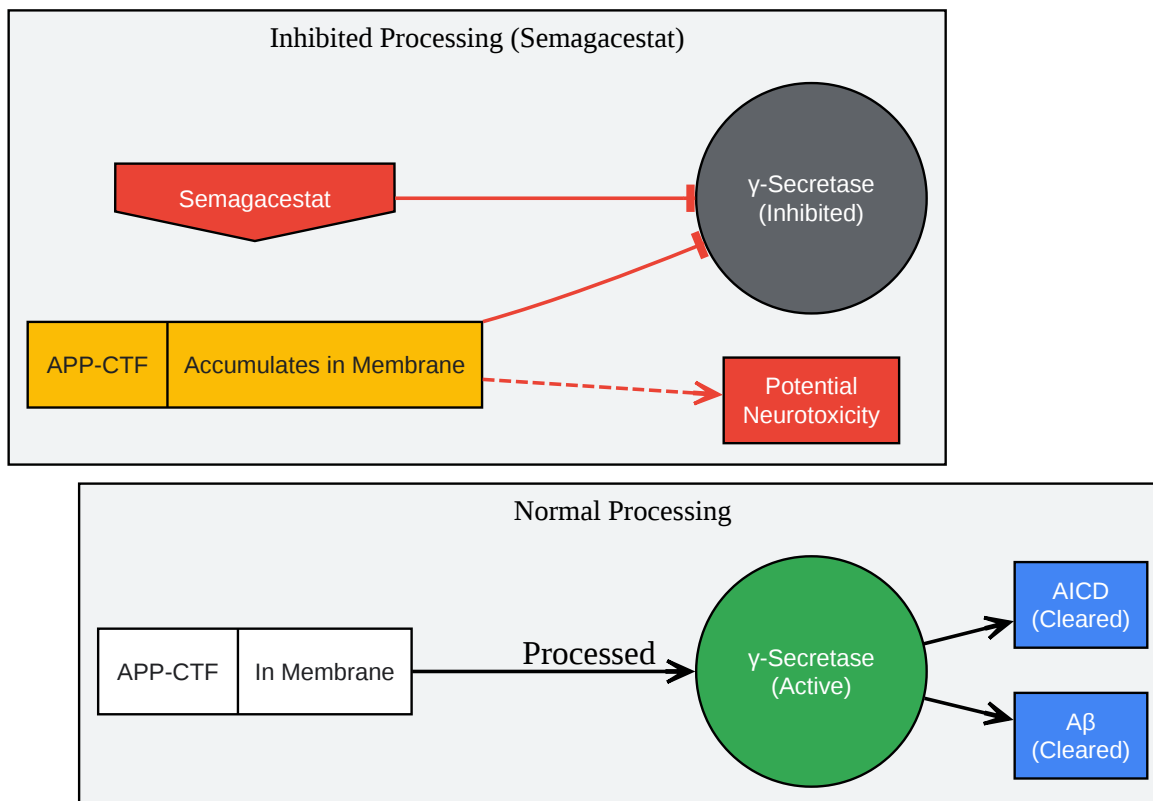 Inhibited Processing (Semagacestat)
Semagacestat
γ-Secretase
(Inhibited)
APP-CTF
Accumulates in Membrane
Potential
Neurotoxicity
Normal Processing
APP-CTF
In Membrane
Processed
γ-Secretase
(Active)
AICD
(Cleared)
Aβ
(Cleared)